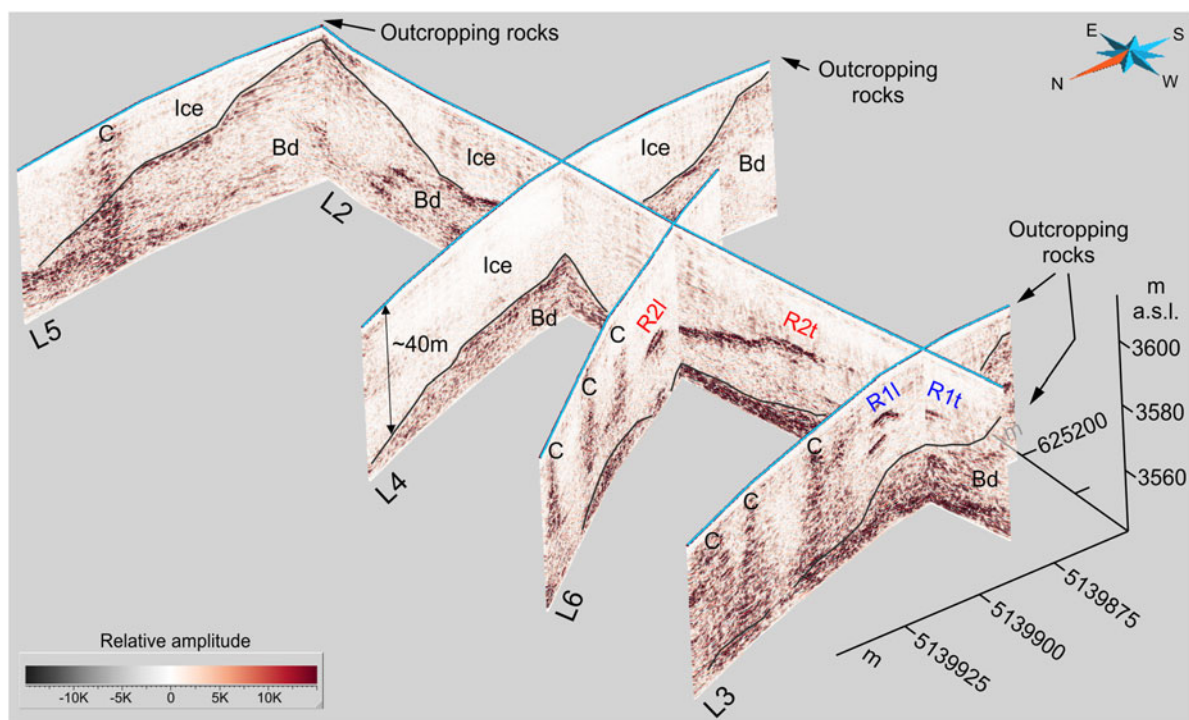 Outcropping rocks
E
S
N
W
Outcropping
rocks
Ice
C
Bd
Ice
Ice
Bd
Bd
L2
Outcropping
rocks
m
a.s.l.
Ice
R2l
R2t
3600
L5
Bd
~40m
C
R1l
R1t
3580
C
m
625200
C
C
3560
L4
C
Bd
C
5139875
L6
5139900
Relative amplitude
5139925
m
-10K
-5K
0
5K
10K
L3